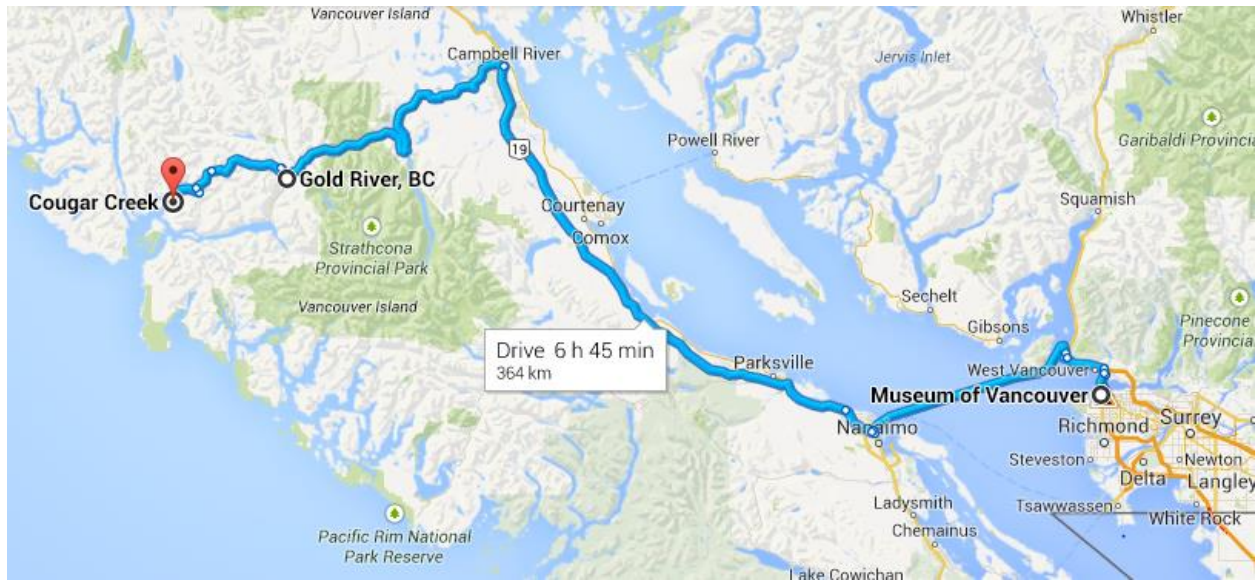 Vancouver Island
Whistler
Campbell River
Jervis Inlet
Powell River
Garibaldi Provincial
19
Gold River, BC
Cougar Creek
Courtenay
Comox
Squamish
Strathcona
Provincial Park
Vancouver Island
Sechelt
Gibsons
Pinecone
Provincial
Drive 6 h 45 min
364 km
Parksville
West Vancouver
Museum of Vancouver
Nanaimo
Richmond
Surrey
Steveston
Newton
Delta
Langley
Ladysmith
Tsawwassen
White Rock
Chemainus
Pacific Rim National
Park Reserve
Lake Cowichan